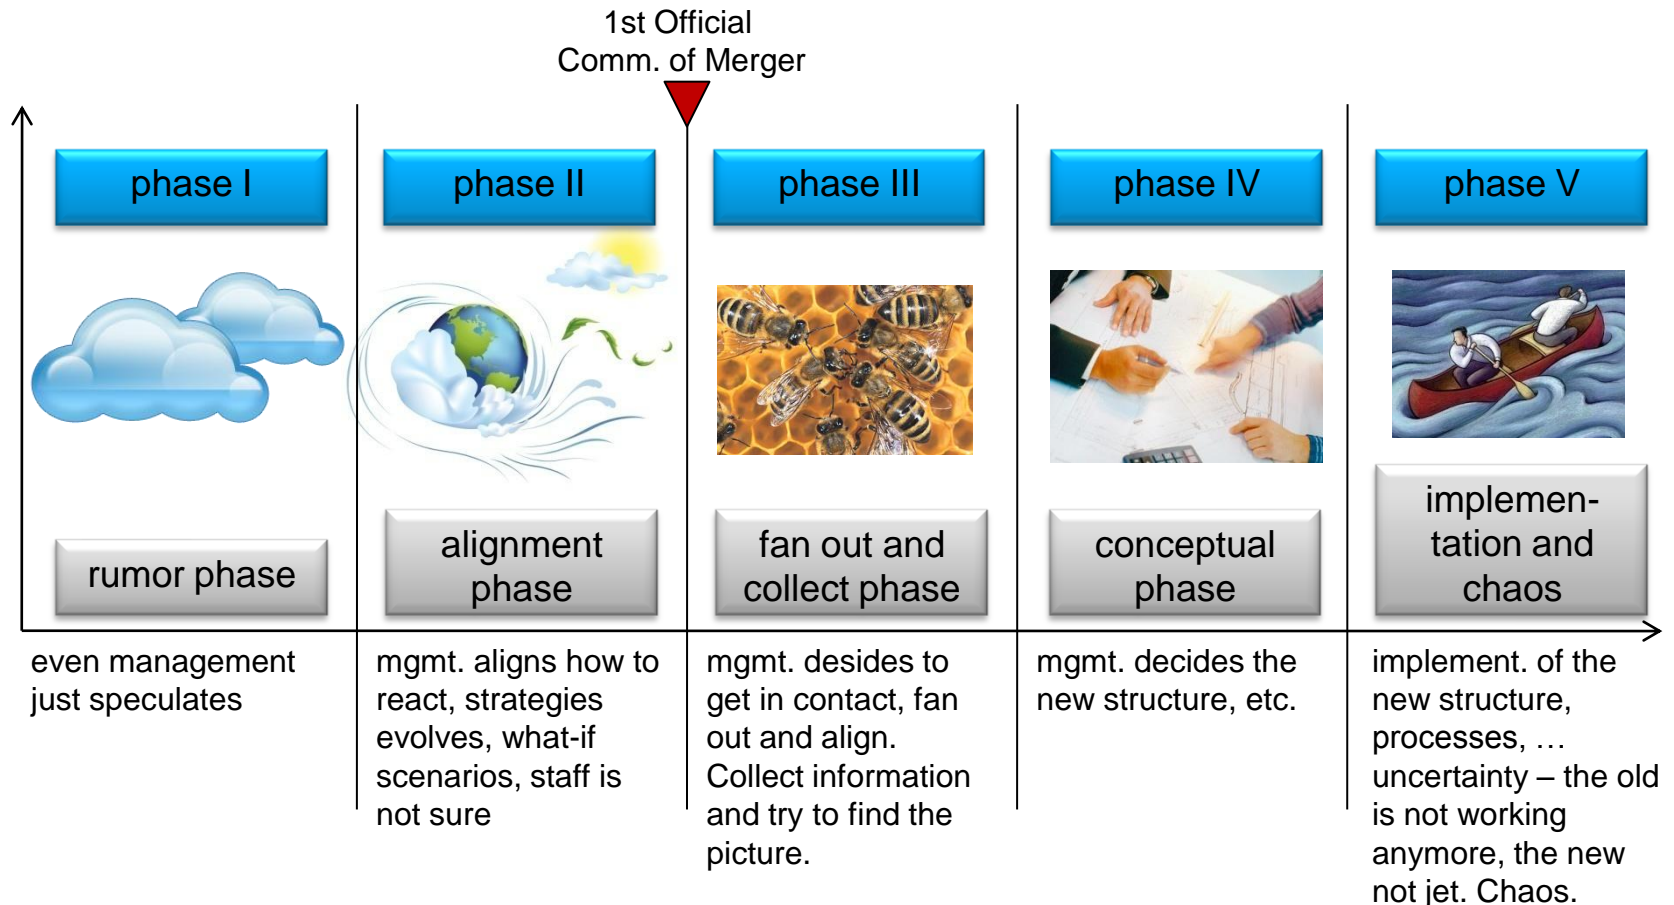 1st Official
Comm. of Merger
phase I
phase II
phase III
phase IV
phase V
rumor phase
alignment
phase
fan out and
collect phase
conceptual
phase
implemen-
tation and
chaos
even management
just speculates
mgmt. aligns how to
react, strategies
evolves, what-if
scenarios, staff is
not sure
mgmt. desides to
get in contact, fan
out and align.
Collect information
and try to find the
picture.
mgmt. decides the
new structure, etc.
implement. of the
new structure,
processes, …
uncertainty – the old
is not working
anymore, the new
not jet. Chaos.